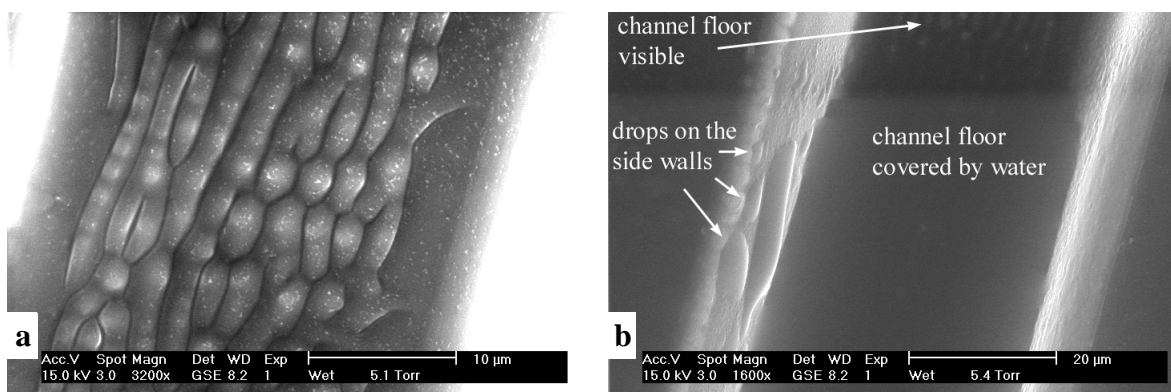 a
Acc.V Spot Magn Det WD Exp 10 µm
15.0 kV 3.0 3200x GSE 8.2 1 Wet 5.1 Torr
channel floor
visible
drops on the
side walls
channel floor
covered by water
b
Acc.V Spot Magn Det WD Exp 20 µm
15.0 kV 3.0 1600x GSE 8.2 1 Wet 5.4 Torr